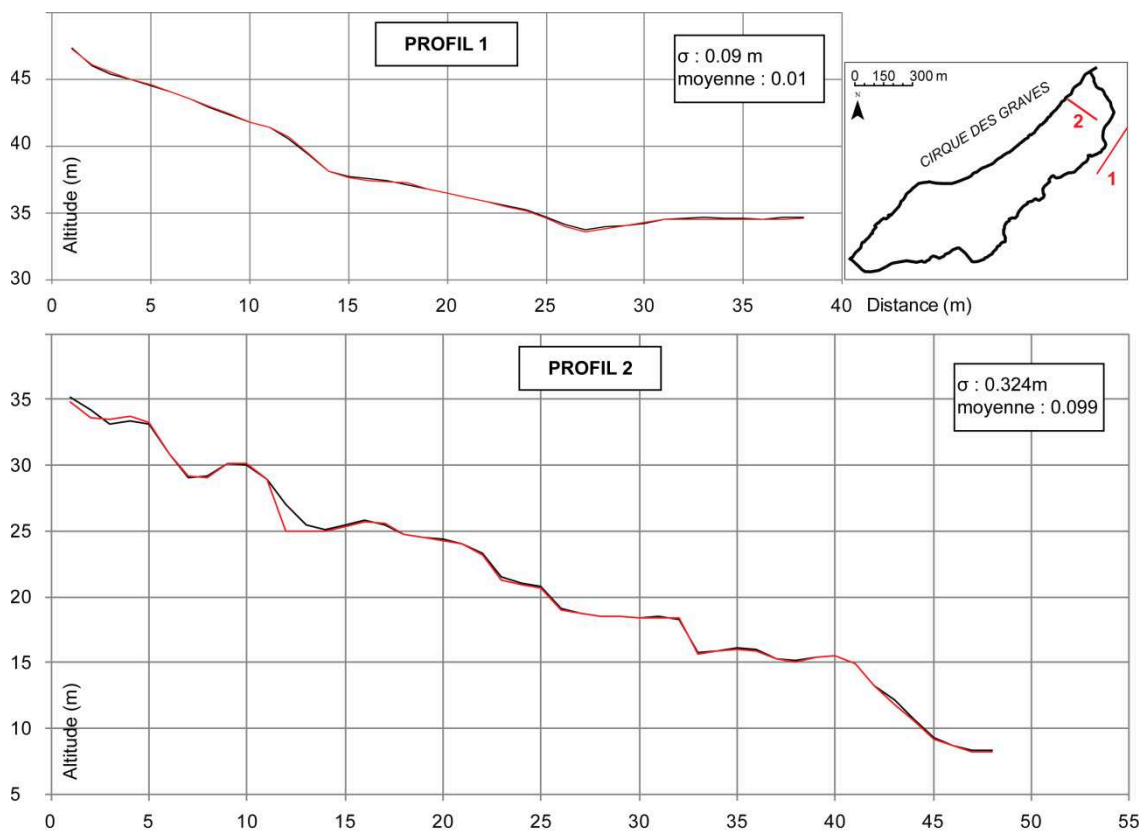 PROFIL 1
σ : 0.09 m
moyenne : 0.01
45
40
35
30
Altitude (m)
0 5 10 15 20 25 30 35 40 Distance (m)
0 150 300 m
N
CIRQUE DES GRAVES
2
1
PROFIL 2
σ : 0.324m
moyenne : 0.099
35
30
25
20
15
10
5
Altitude (m)
0 5 10 15 20 25 30 35 40 45 50 55